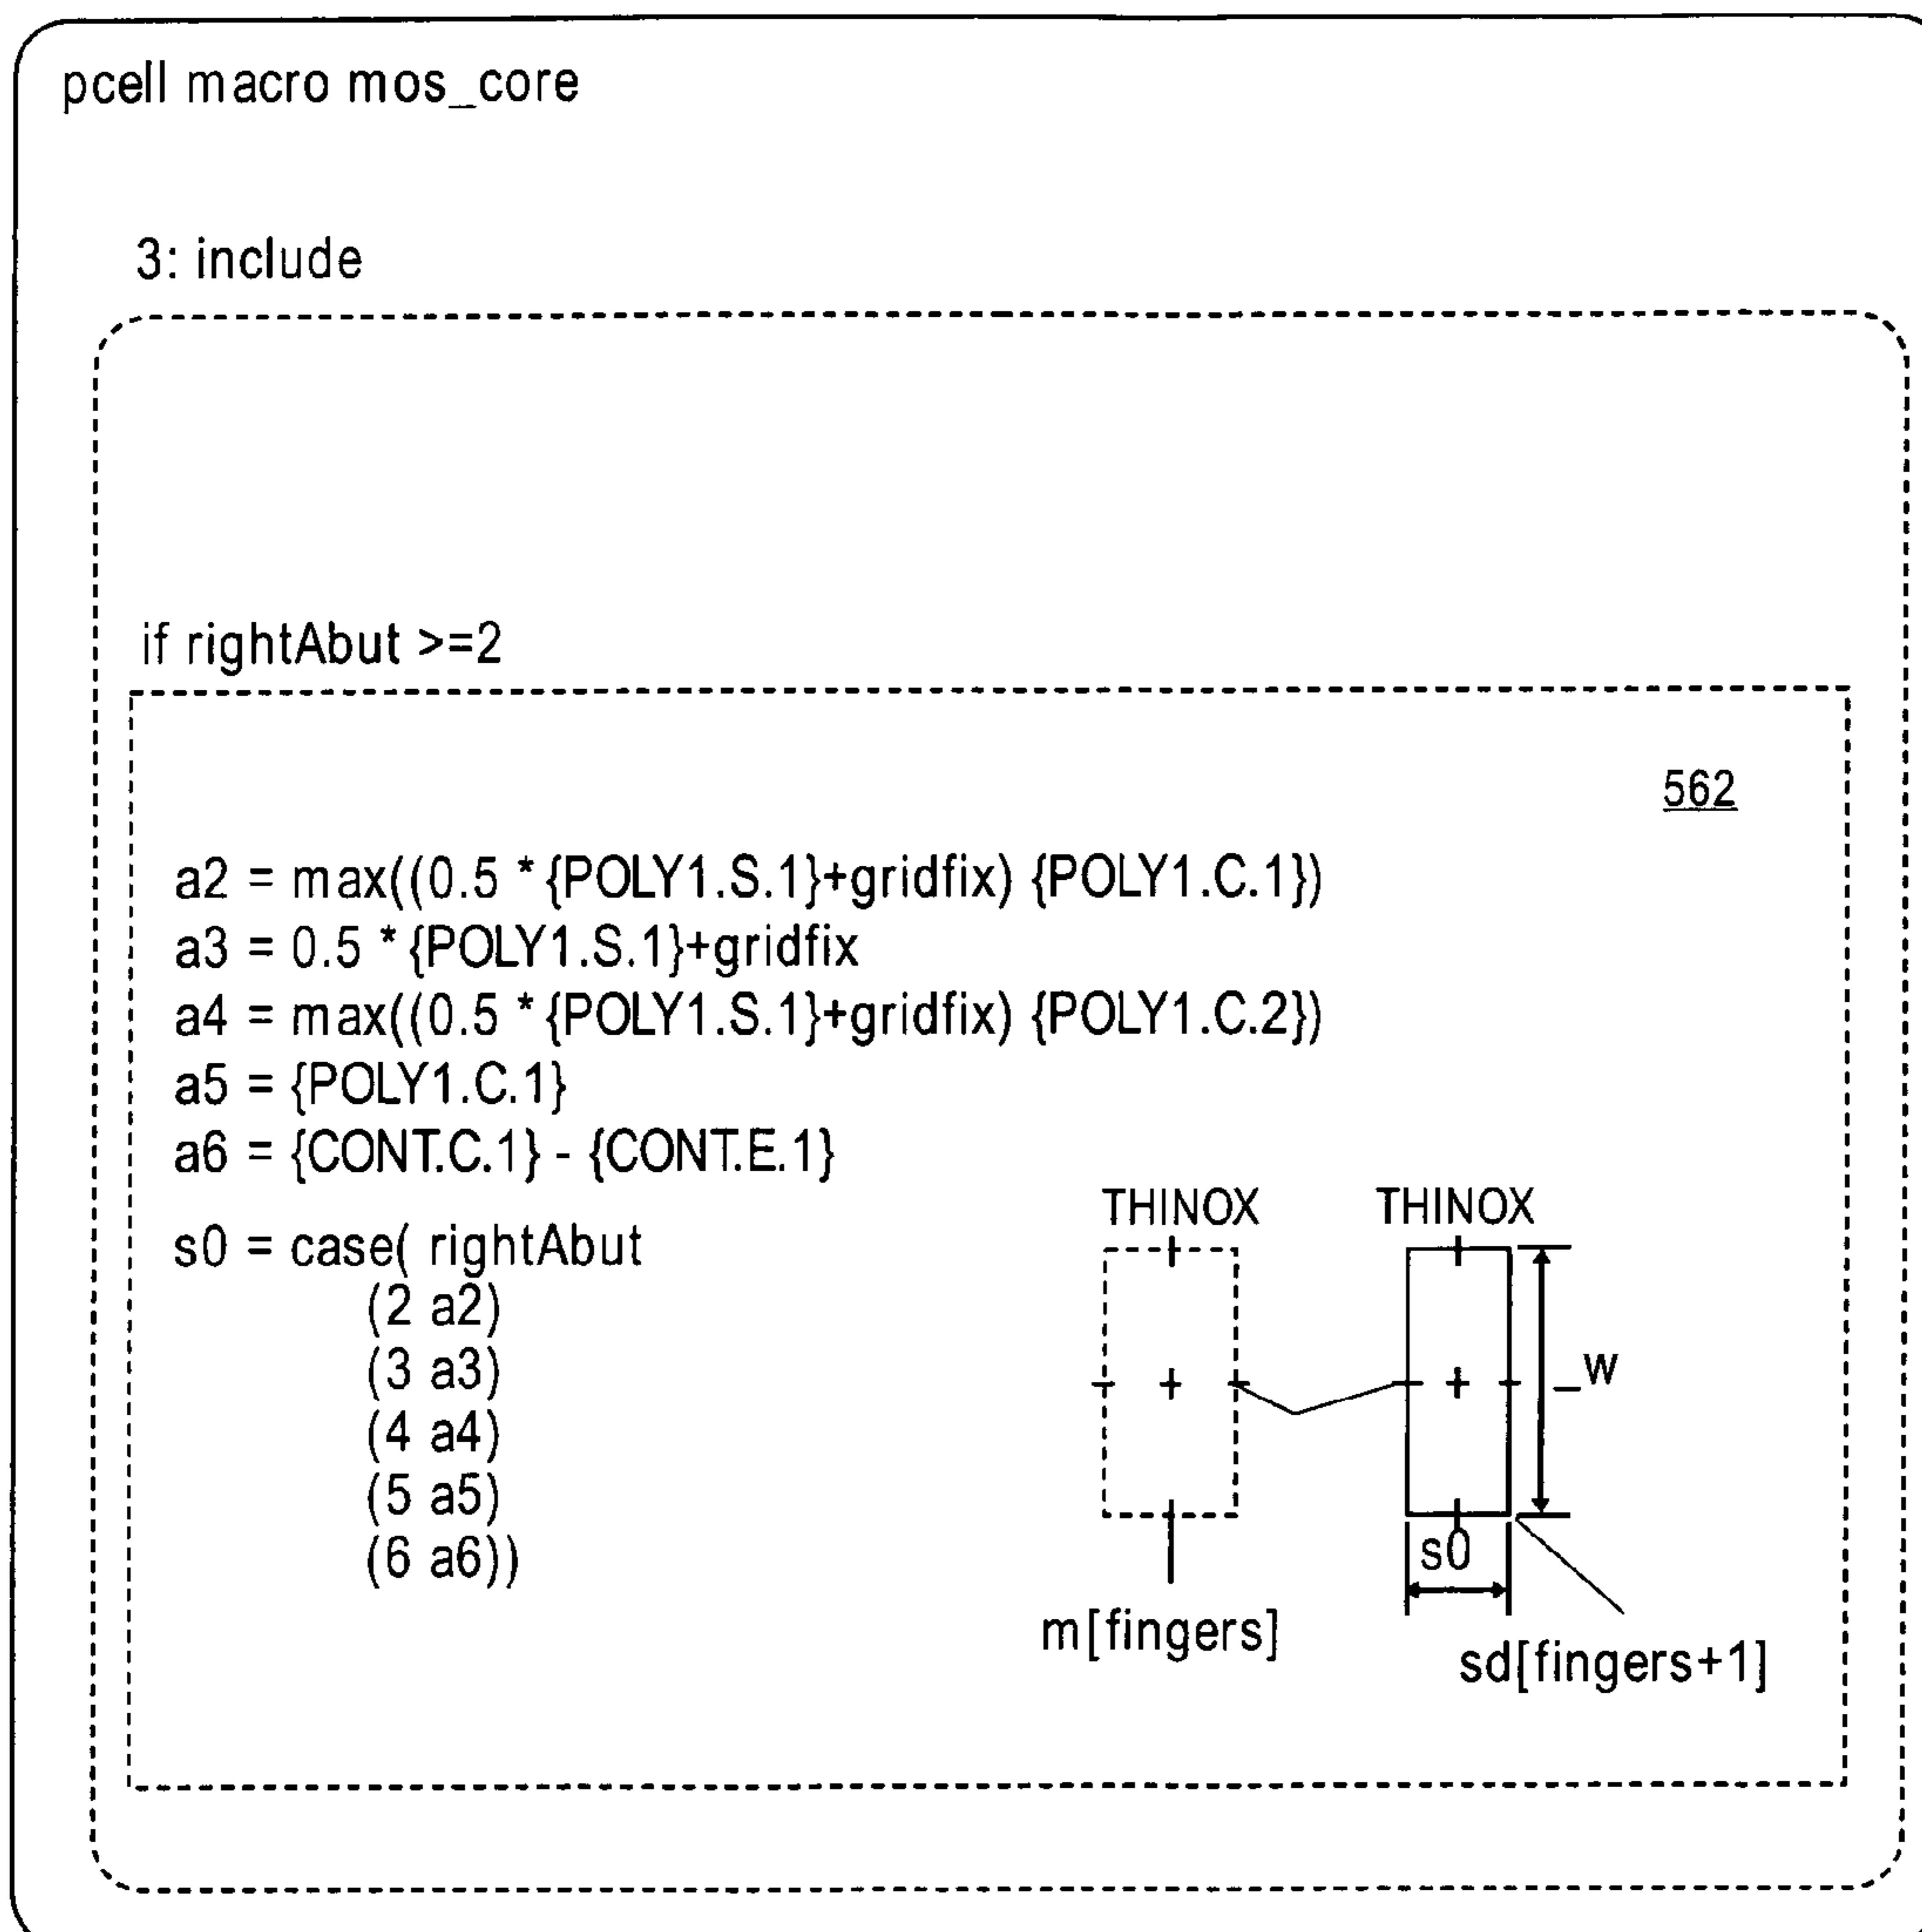 pcell macro mos_core
3: include
if rightAbut >=2
562
a2 = max((0.5 * {POLY1.S.1}+gridfix) {POLY1.C.1})
a3 = 0.5 * {POLY1.S.1}+gridfix
a4 = max((0.5 * {POLY1.S.1}+gridfix) {POLY1.C.2})
a5 = {POLY1.C.1}
a6 = {CONT.C.1} - {CONT.E.1}
s0 = case( rightAbut
(2 a2)
(3 a3)
(4 a4)
(5 a5)
(6 a6))
THINOX THINOX
_w
s0
m[fingers]
sd[fingers+1]